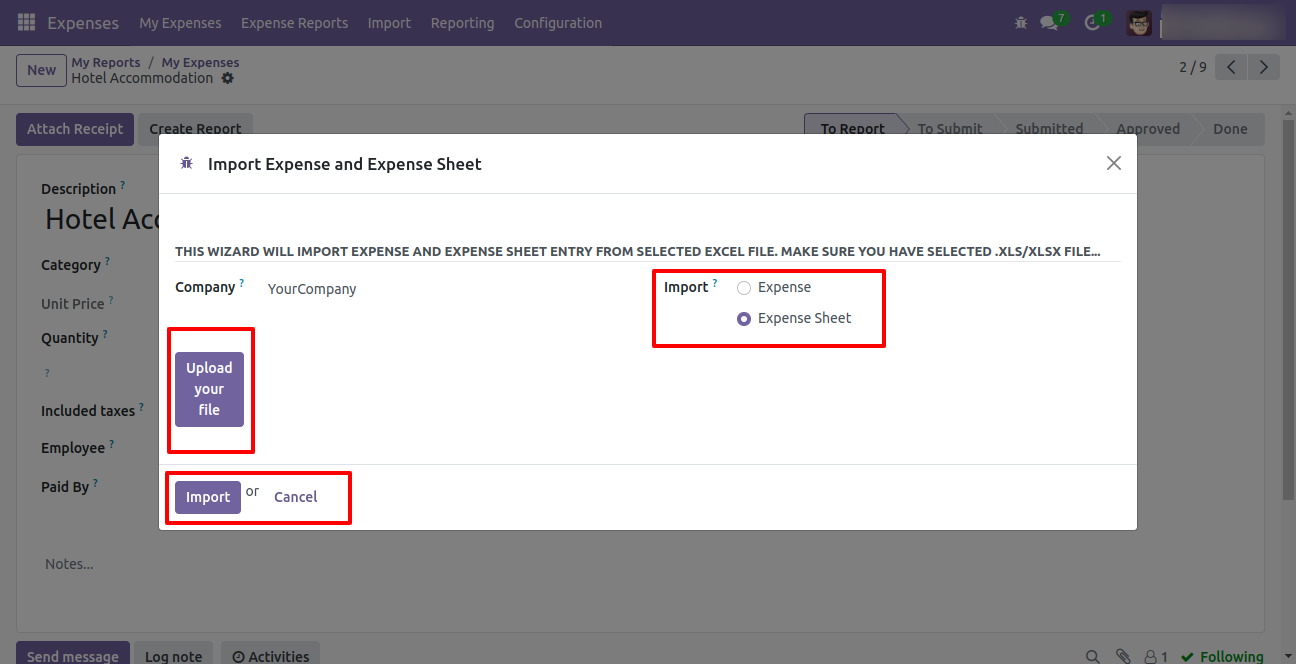 Expenses My Expenses Expense Reports Import Reporting Configuration 7 1
New My Reports / My Expenses
Hotel Accommodation
2 / 9
Attach Receipt Create Report To Report To Submit Submitted Approved Done
Import Expense and Expense Sheet
Description ?
Hotel Acc
THIS WIZARD WILL IMPORT EXPENSE AND EXPENSE SHEET ENTRY FROM SELECTED EXCEL FILE. MAKE SURE YOU HAVE SELECTED .XLS/XLSX FILE...
Category ?
Company ? YourCompany Import ? Expense
Unit Price ?
Expense Sheet
Quantity ?
Upload
your
file
?
Included taxes ?
Employee ?
Paid By ?
Import or Cancel
Notes...
Send message Log note Activities 1 Following